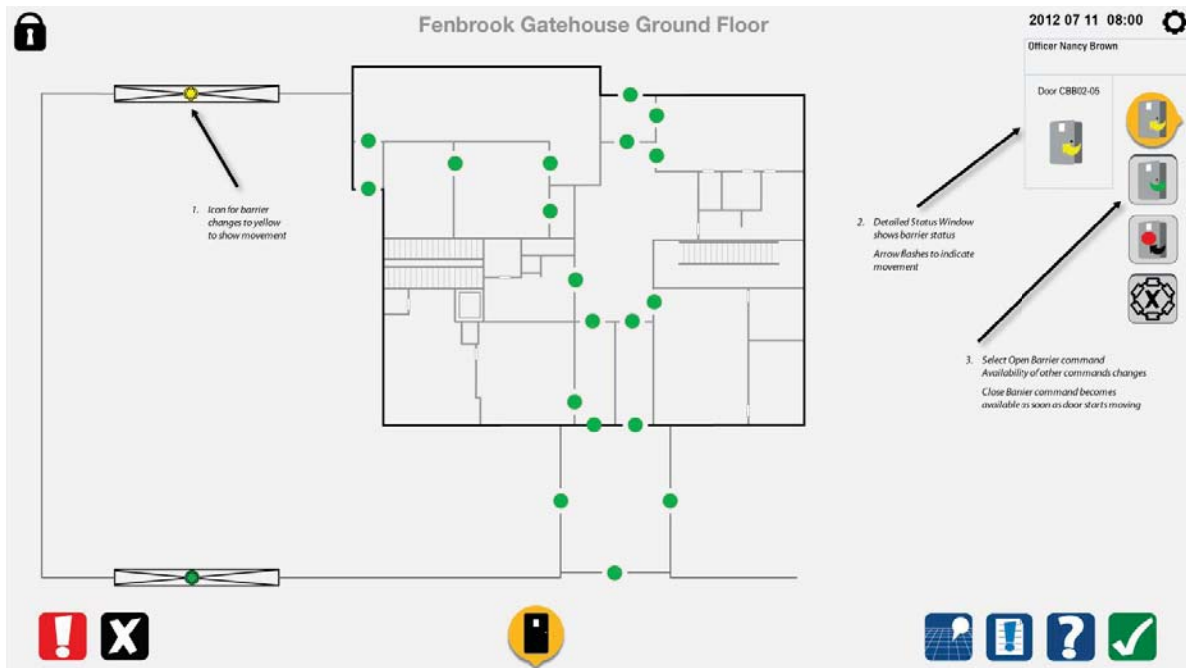 Fenbrook Gatehouse Ground Floor
2012 07 11 08:00
Officer Nancy Brown
Door CBB02-05
1. Icon for barrier
changes to yellow
to show movement
2. Detailed Status Window
shows barrier status
Arrow flashes to indicate
movement
X
3. Select Open Barrier command
Availability of other commands changes
Close Barrier command becomes
available as soon as door starts moving
! X ! ?